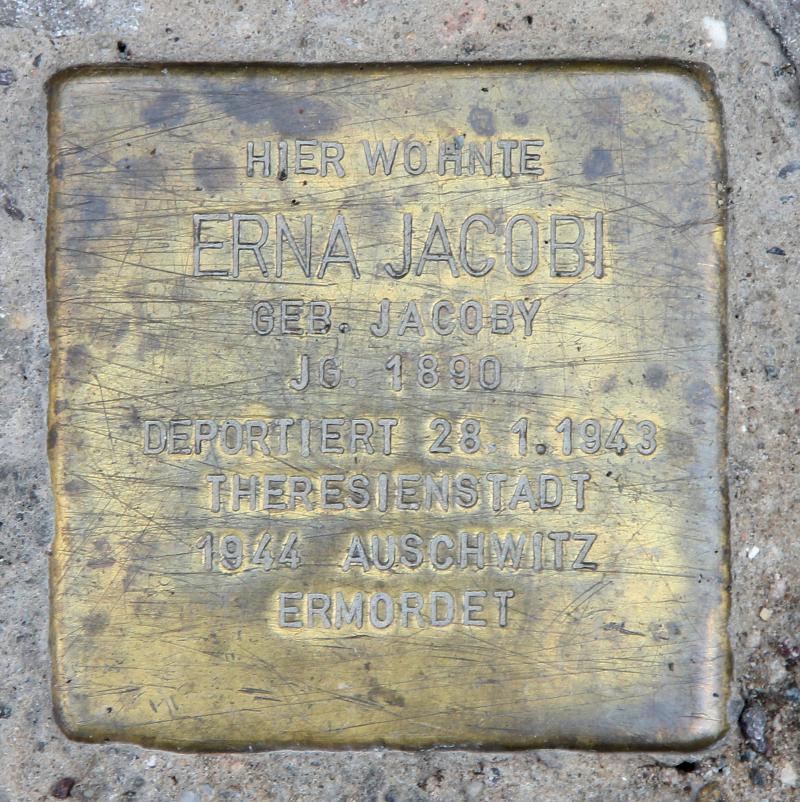 HIER WOHNTE
ERNA JACOBI
GEB. JACOBY
JG. 1890
DEPORTIERT 28.1.1943
THERESIENSTADT
1944 AUSCHWITZ
ERMORDET